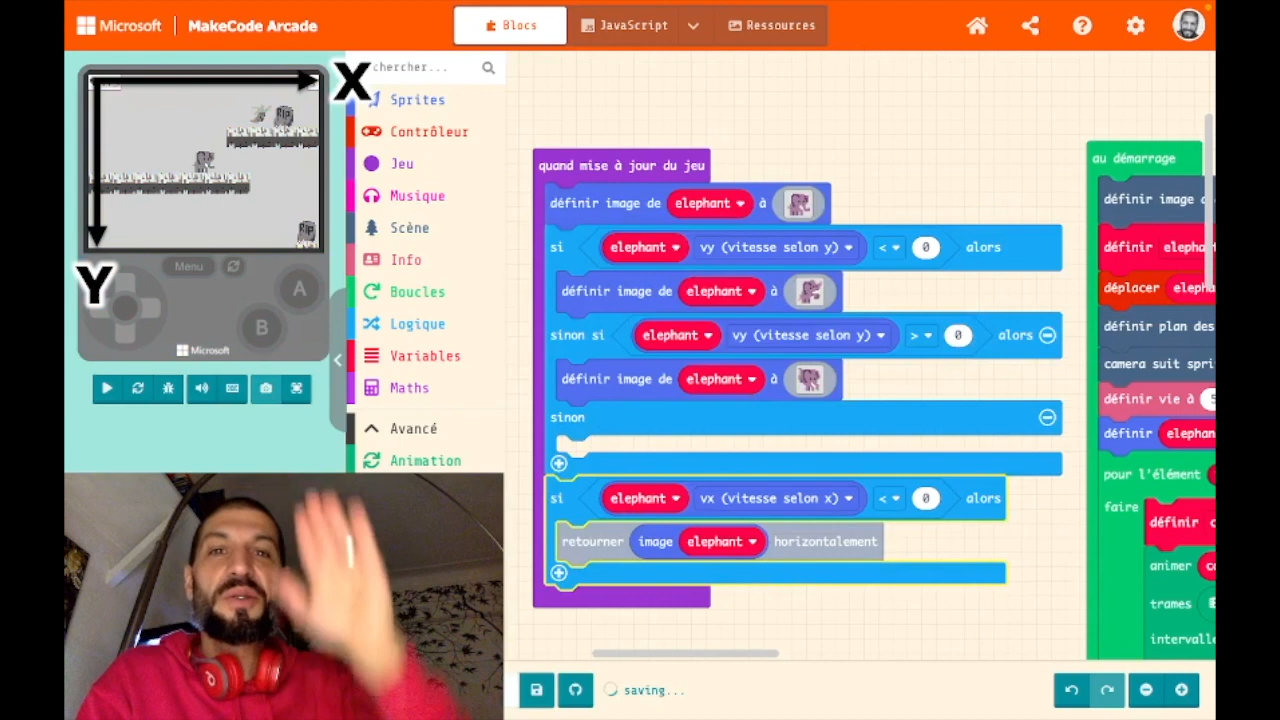 Microsoft MakeCode Arcade Blocs JavaScript Ressources
X
Y
RIP
RIP
Menu
A
B
Microsoft
chercher...
Sprites
Contrôleur
Jeu
Musique
Scène
Info
Boucles
Logique
Variables
Maths
Avancé
Animation
quand mise à jour du jeu
définir image de elephant à
si elephant vy (vitesse selon y) < 0 alors
définir image de elephant à
sinon si elephant vy (vitesse selon y) > 0 alors
définir image de elephant à
sinon
si elephant vx (vitesse selon x) < 0 alors
retourner image elephant horizontalement
au démarrage
définir image
définir
déplacer
définir plan des
camera suit
définir vie à 5
définir elephan
pour l'élément
faire
définir
animer
trames
saving...